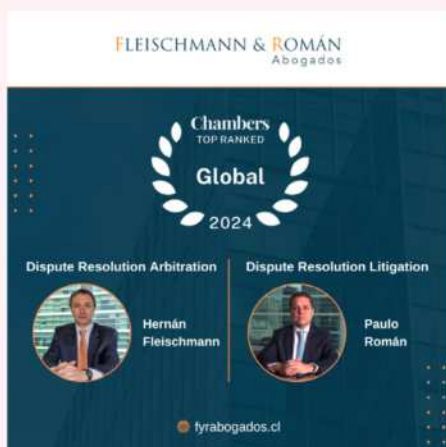 FLEISCHMANN & ROMÁN
Abogados
Chambers
TOP RANKED
Global
2024
Dispute Resolution Arbitration
Dispute Resolution Litigation
Hernán
Fleischmann
Paulo
Román
fyrabogados.cl